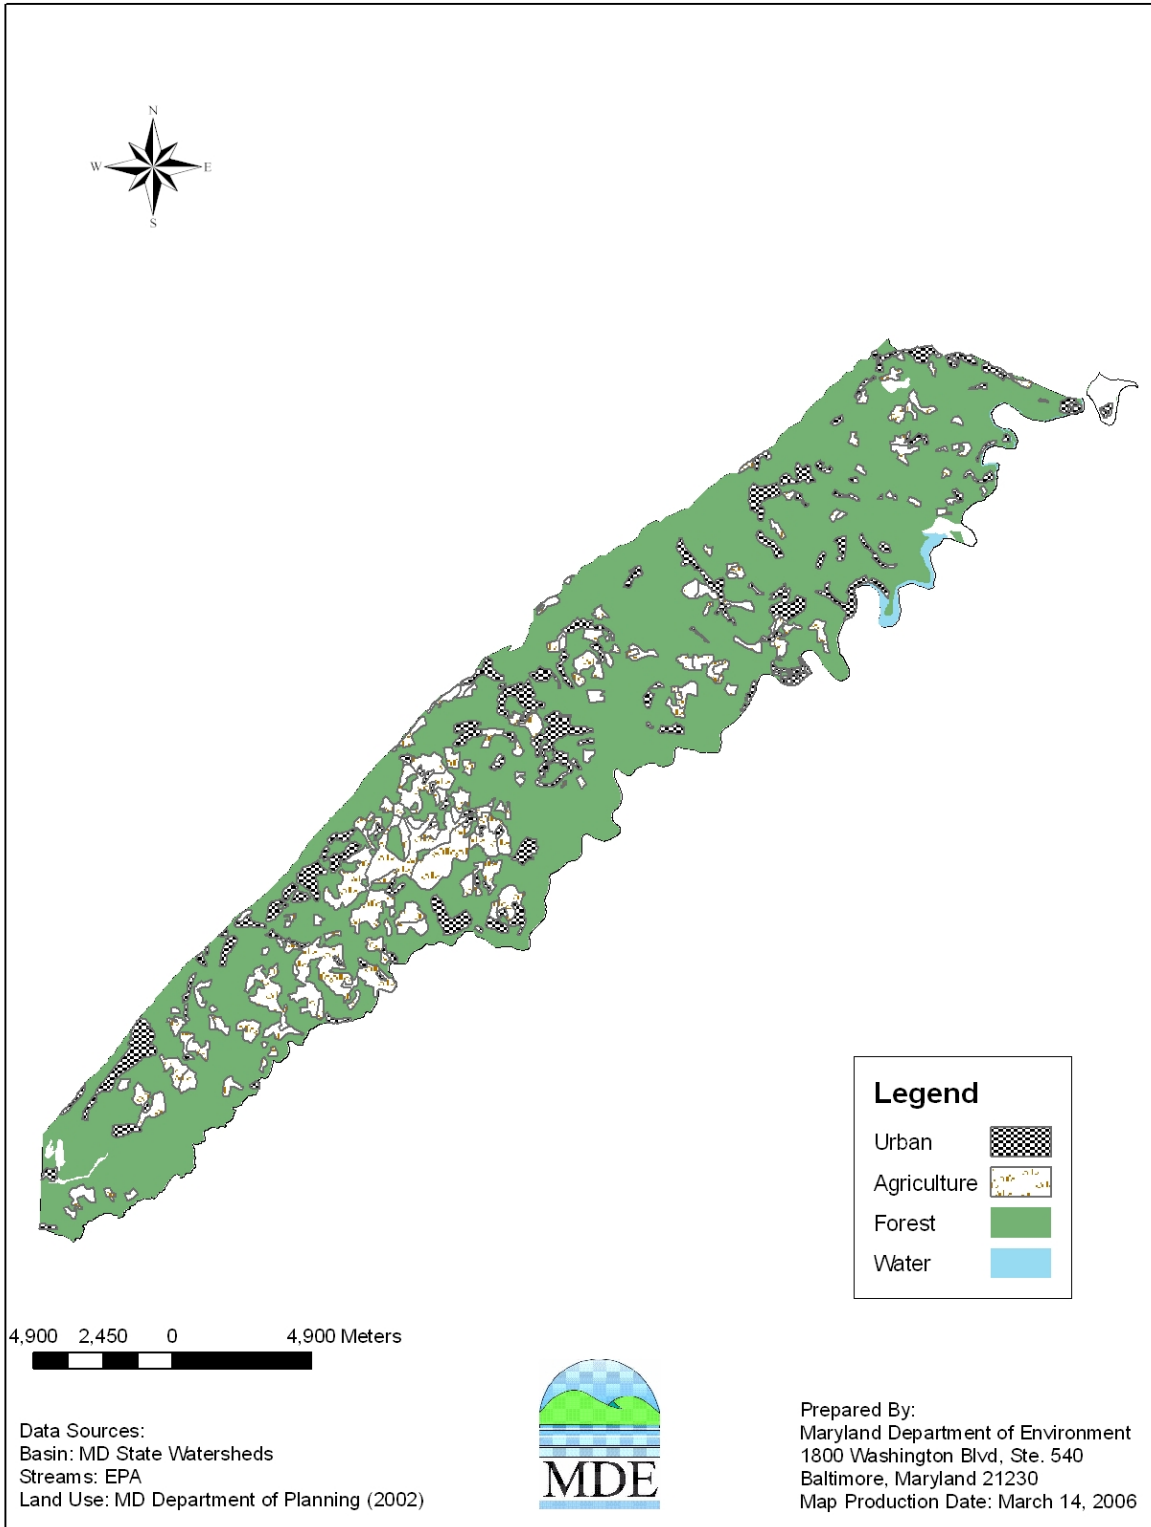 N
W E
S
Legend
Urban
Agriculture
Forest
Water
4,900 2,450 0 4,900 Meters
Data Sources:
Basin: MD State Watersheds
Streams: EPA
Land Use: MD Department of Planning (2002)
MDE
Prepared By:
Maryland Department of Environment
1800 Washington Blvd, Ste. 540
Baltimore, Maryland 21230
Map Production Date: March 14, 2006